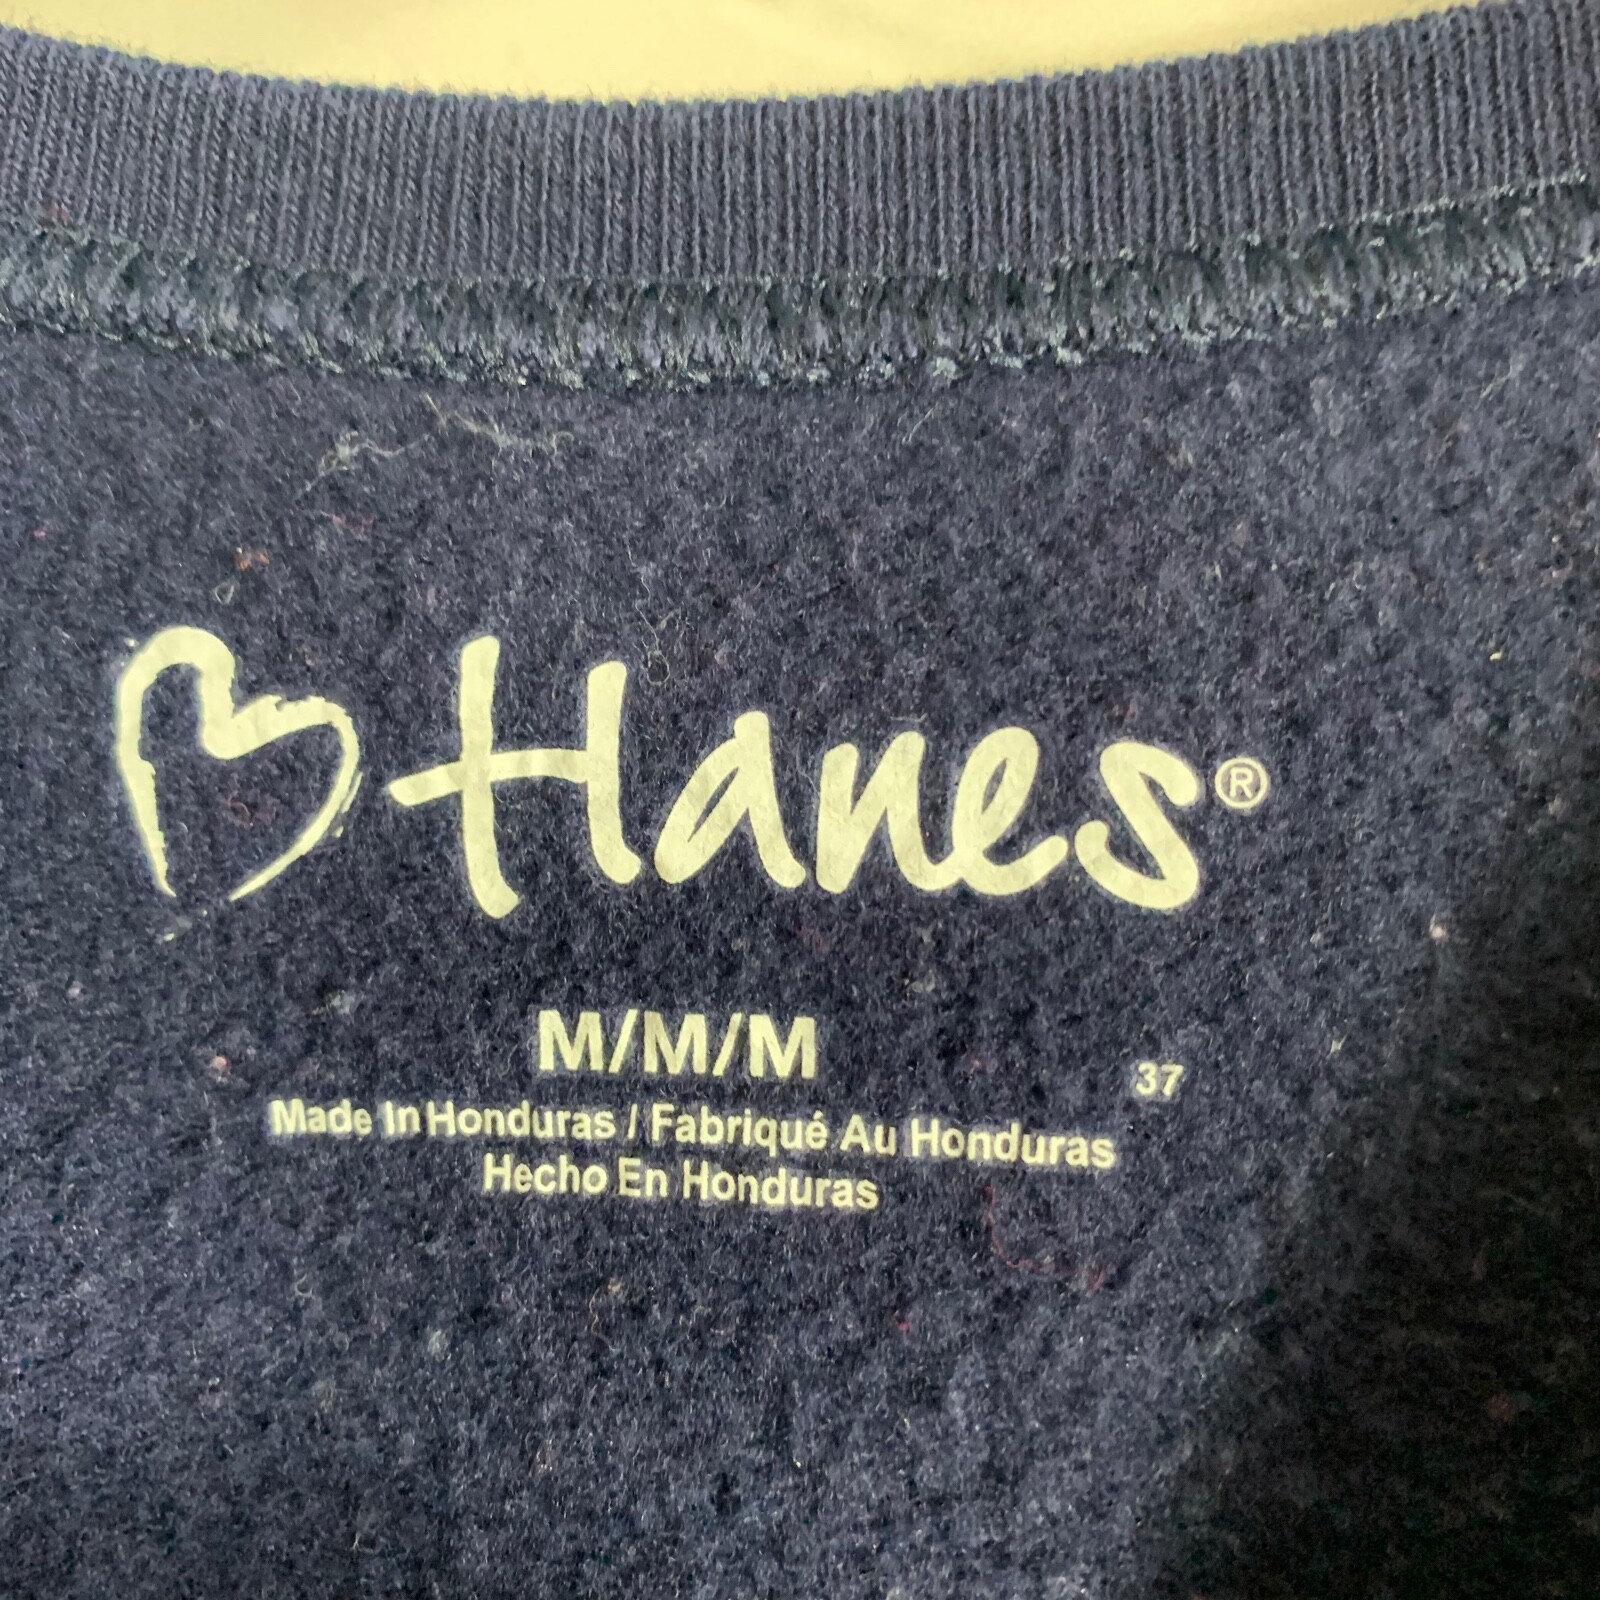 Hanes®
M/M/M
37
Made In Honduras / Fabriqué Au Honduras
Hecho En Honduras